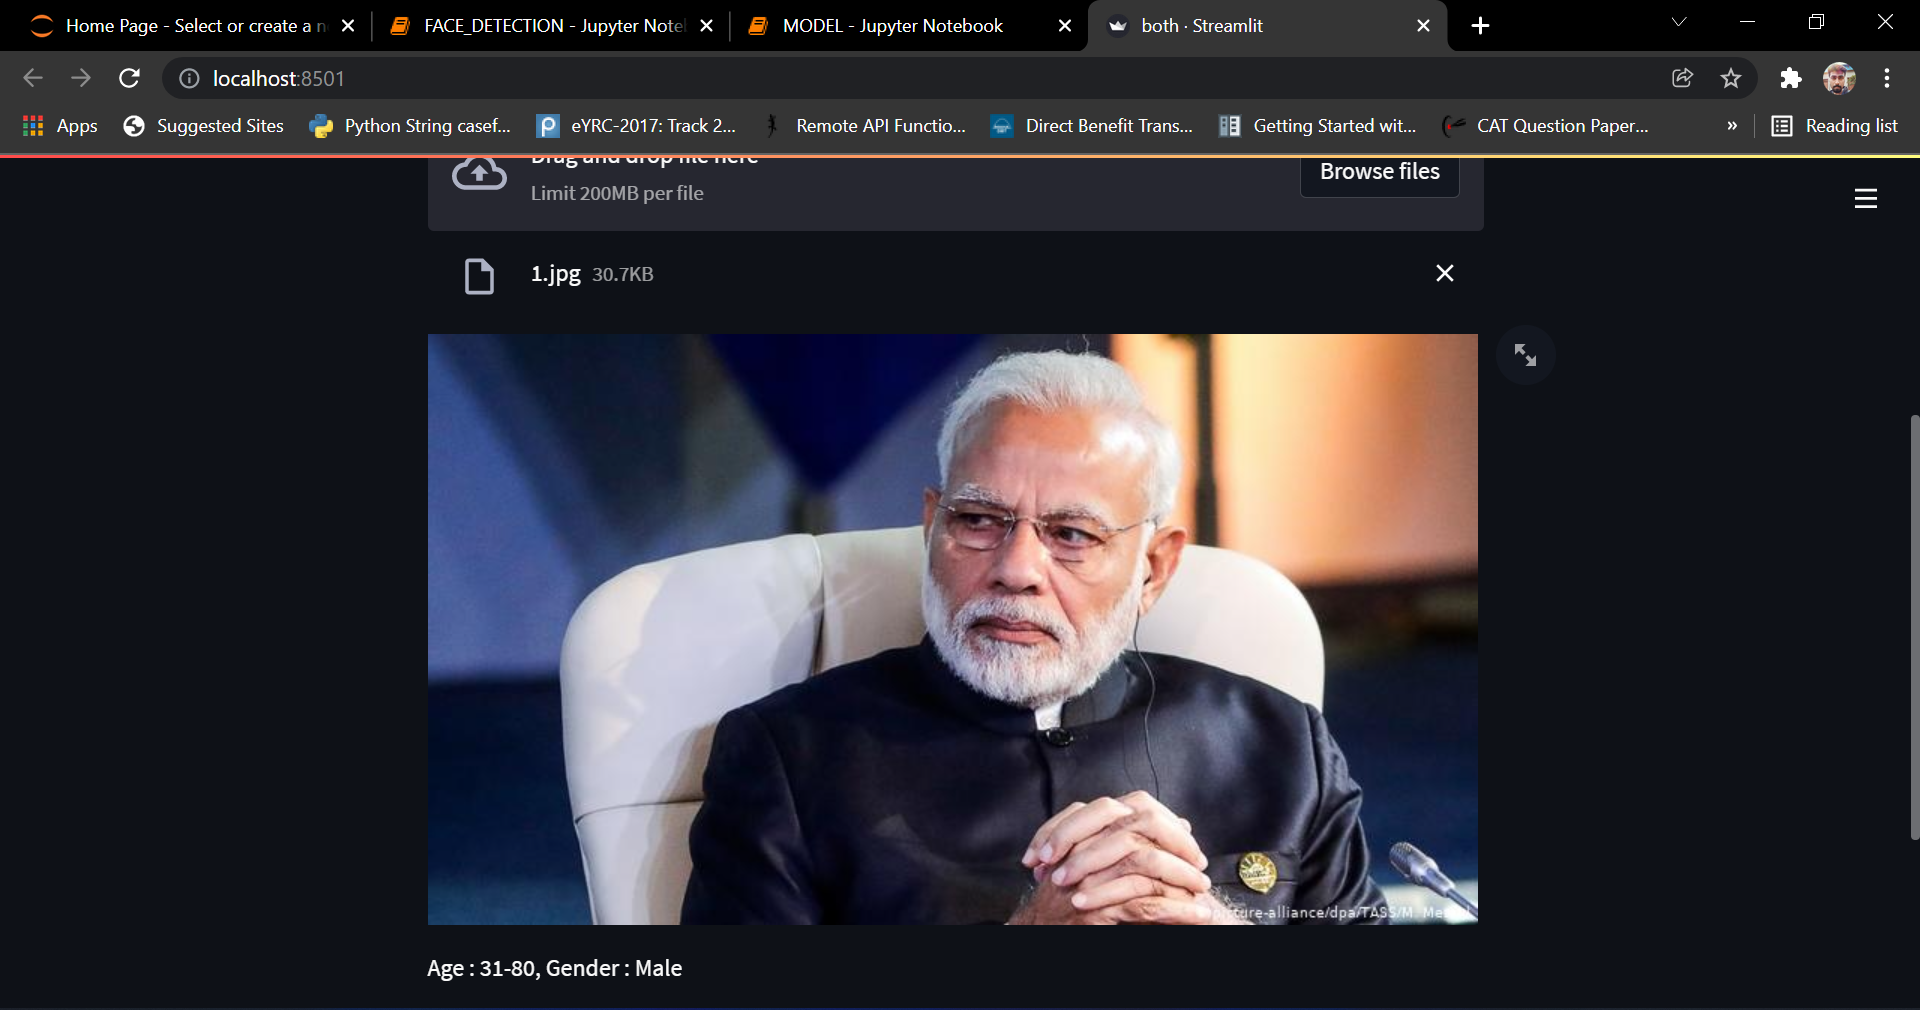 Home Page - Select or create a n
FACE_DETECTION - Jupyter Note
MODEL - Jupyter Notebook
both · Streamlit
localhost:8501
Apps
Suggested Sites
Python String casef...
eYRC-2017: Track 2...
Remote API Functio...
Direct Benefit Trans...
Getting Started wit...
CAT Question Paper...
»
Reading list
Drag and drop file here
Limit 200MB per file
Browse files
1.jpg 30.7KB
picture-alliance/dpa/TASS/M.
Age : 31-80, Gender : Male